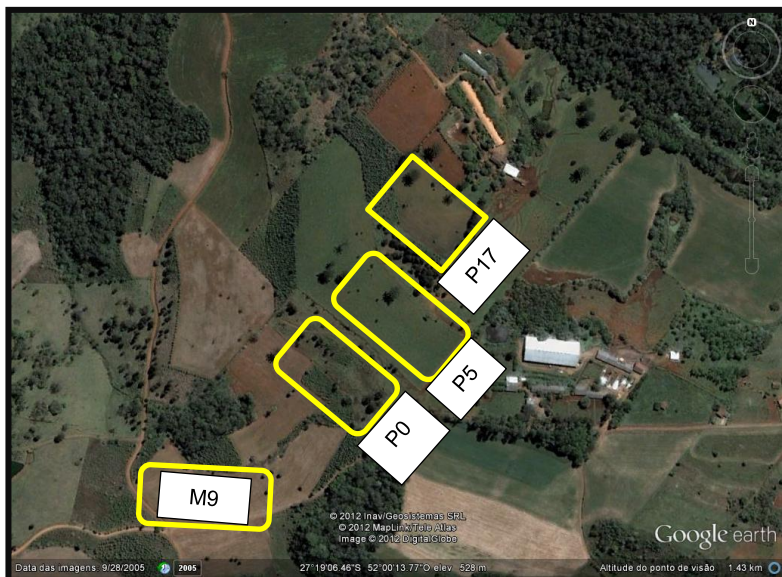 N
P17
P5
P0
M9
© 2012 Inav/Geosistemas SRL
© 2012 MapLink/Tele Atlas
Image © 2012 DigitalGlobe
Google earth
Data das imagens: 9/28/2005 2005 27°19'06.46"S 52°00'13.77"O elev 528 m Altitude do ponto de visão 1.43 km